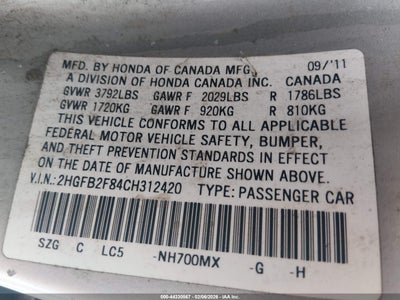 MFD. BY HONDA OF CANADA MFG. 09/'11
A DIVISION OF HONDA CANADA INC. CANADA
GVWR 3792LBS GAWR F 2029LBS R 1786LBS
GVWR 1720KG GAWR F 920KG R 810KG
THIS VEHICLE CONFORMS TO ALL APPLICABLE
FEDERAL MOTOR VEHICLE SAFETY, BUMPER,
AND THEFT PREVENTION STANDARDS IN EFFECT
ON THE DATE OF MANUFACTURE SHOWN ABOVE.
V.I.N.: 2HGFB2F84CH312420 TYPE: PASSENGER CAR
SZG C LC5 -NH700MX -G -H